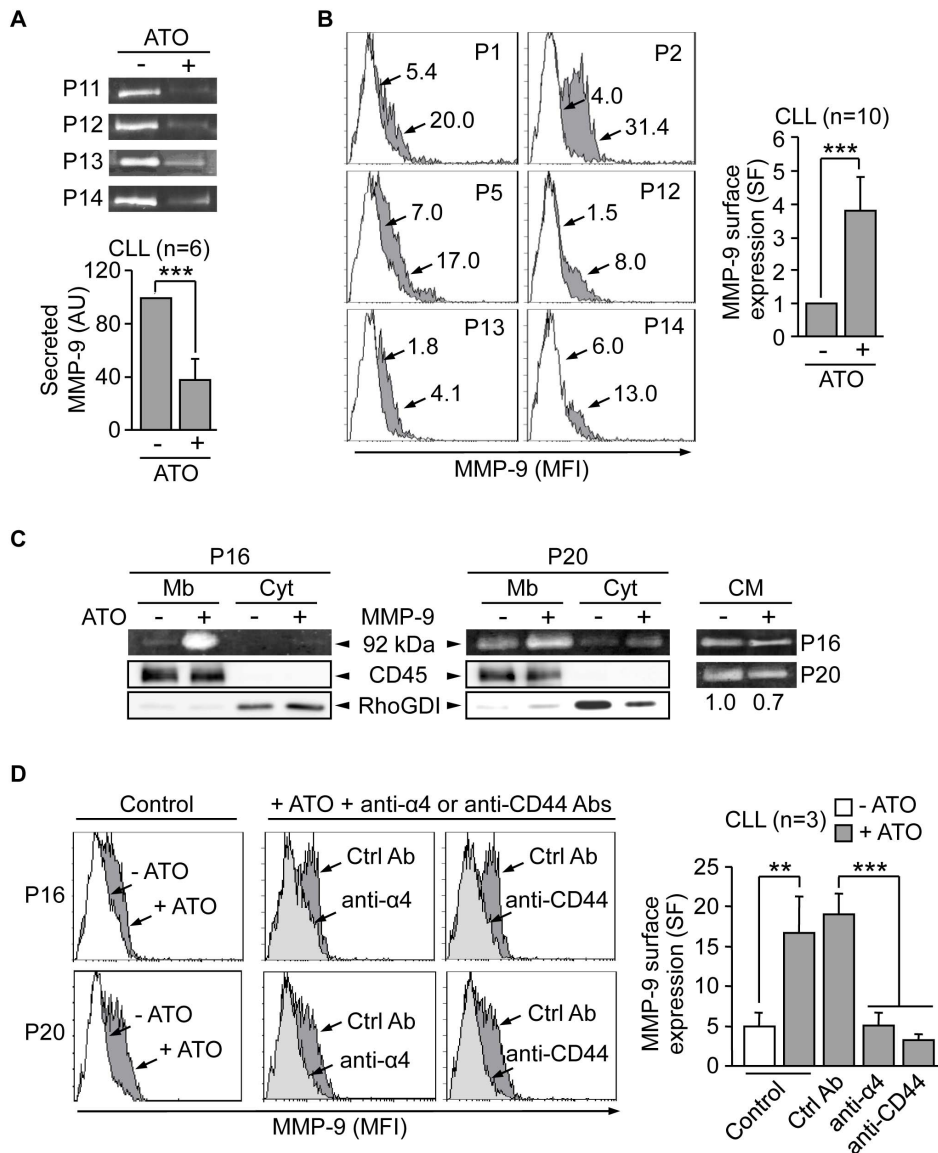 A
ATO
- +
P11
P12
P13
P14
CLL (n=6)
***
Secreted
MMP-9 (AU)
120
80
40
0
- +
ATO
B
P1
5.4
20.0
P2
4.0
31.4
P5
7.0
17.0
P12
1.5
8.0
P13
1.8
4.1
P14
6.0
13.0
MMP-9 (MFI)
CLL (n=10)
***
MMP-9 surface
expression (SF)
6
5
4
3
2
1
0
- +
ATO
C
P16
Mb Cyt
ATO - + - +
MMP-9
92 kDa
CD45
RhoGDI
P20
Mb Cyt
- + - +
CM
- +
P16
P20
1.0 0.7
D
Control
+ ATO + anti-α4 or anti-CD44 Abs
P16
- ATO
+ ATO
Ctrl Ab
anti-α4
Ctrl Ab
anti-CD44
P20
- ATO
+ ATO
Ctrl Ab
anti-α4
Ctrl Ab
anti-CD44
MMP-9 (MFI)
CLL (n=3)
- ATO
+ ATO
** ***
MMP-9 surface
expression (SF)
25
20
15
10
5
0
Control
Ctrl Ab
anti-α4
anti-CD44